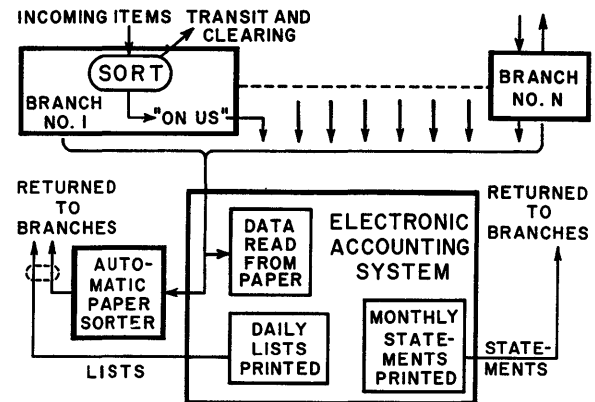 INCOMING ITEMS
TRANSIT AND
CLEARING
SORT
BRANCH
NO. 1
"ON US"
BRANCH
NO. N
RETURNED
TO
BRANCHES
AUTO-
MATIC
PAPER
SORTER
DATA
READ
FROM
PAPER
ELECTRONIC
ACCOUNTING
SYSTEM
RETURNED
TO
BRANCHES
DAILY
LISTS
PRINTED
MONTHLY
STATE-
MENTS
PRINTED
LISTS
STATE-
MENTS